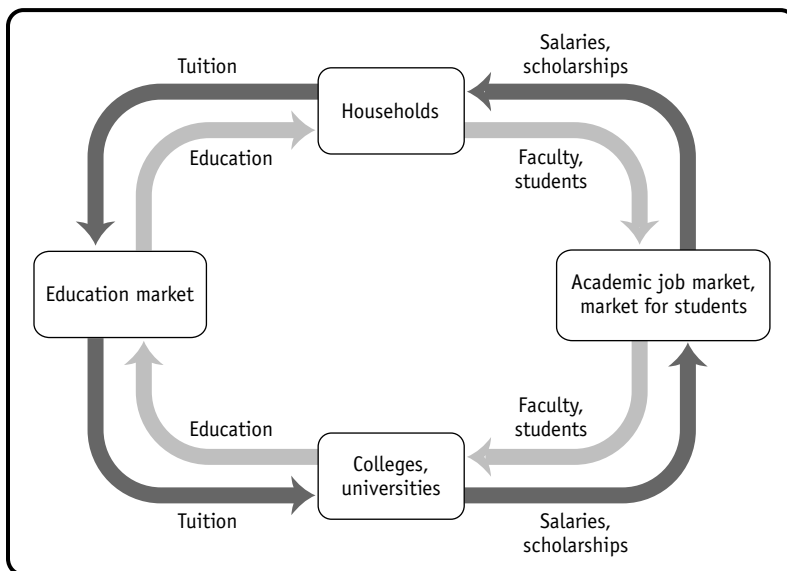 Salaries,
scholarships
Tuition
Households
Education
Faculty,
students
Education market
Academic job market,
market for students
Education
Faculty,
students
Colleges,
universities
Tuition
Salaries,
scholarships